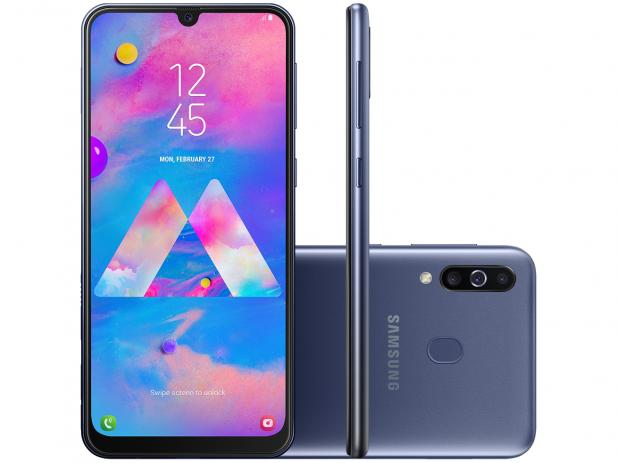 12
45
MON, FEBRUARY 27
Swipe screen to unlock
SAMSUNG